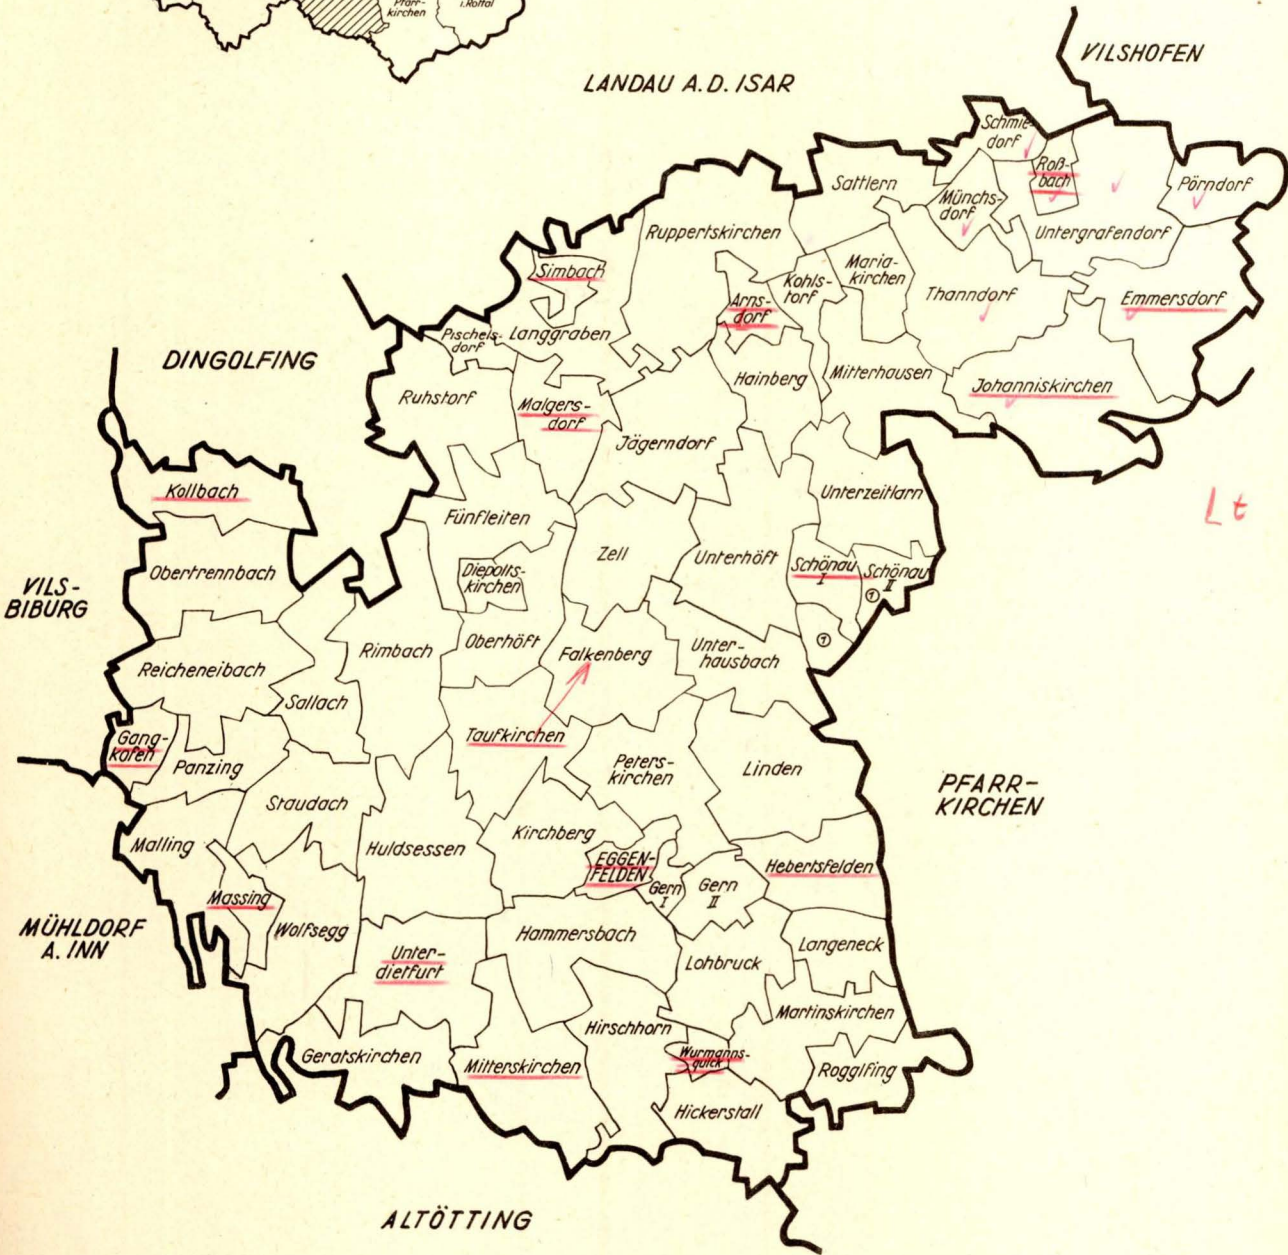 Pfarr-
kirchen
i.Rottal
VILSHOFEN
LANDAU A.D. ISAR
Schmie-
dorf
Roß-
bach
Pörndorf
Sattlern
Münchs-
dorf
Untergrafendorf
Ruppertskirchen
Maria-
kirchen
Simbach
Kohls-
torf
Thanndorf
Emmersdorf
Arns-
dorf
Pischels-
dorf
Langgraben
DINGOLFING
Hainberg
Mitterhausen
Johanniskirchen
Ruhstorf
Malgers-
dorf
Jägerndorf
Kollbach
Unterzeitlarn
Lt
Fünfleiten
Zell
Unterhöft
Obertrennbach
Diepolts-
kirchen
Schönau
I
Schönau
II
1
VILS-
BIBURG
1
Rimbach
Oberhöft
Falkenberg
Unter-
hausbach
Reicheneibach
Sallach
Gang-
kofen
Panzing
Taufkirchen
Peters-
kirchen
Linden
PFARR-
KIRCHEN
Staudach
Malling
Huldsessen
Kirchberg
EGGEN-
FELDEN
Gern
I
Gern
II
Hebertsfelden
Massing
MÜHLDORF
A. INN
Wolfsegg
Hammersbach
Langeneck
Unter-
dietfurt
Lohbruck
Martinskirchen
Hirschhorn
Geratskirchen
Mitterskirchen
Wurmanns-
quick
Rogglfing
Hickerstall
ALTÖTTING